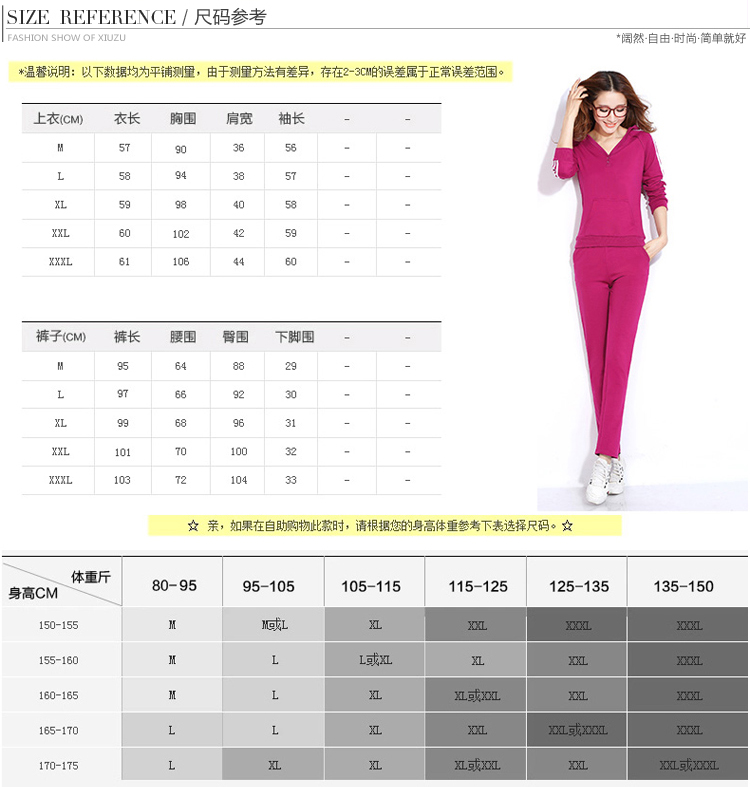 SIZE REFERENCE / 尺码参考
FASHION SHOW OF XIUZU
*阔然·自由·时尚·简单就好
*温馨说明：以下数据均为平铺测量，由于测量方法有差异，存在2-3CM的误差属于正常误差范围。
上衣(CM) 衣长 胸围 肩宽 袖长 - -
M 57 90 36 56 - -
L 58 94 38 57 - -
XL 59 98 40 58 - -
XXL 60 102 42 59 - -
XXXL 61 106 44 60 - -
裤子(CM) 裤长 腰围 臀围 下脚围 - -
M 95 64 88 29 - -
L 97 66 92 30 - -
XL 99 68 96 31 - -
XXL 101 70 100 32 - -
XXXL 103 72 104 33 - -
☆ 亲，如果在自助购物此款时，请根据您的身高体重参考下表选择尺码。☆
体重斤
身高CM 80-95 95-105 105-115 115-125 125-135 135-150
150-155 M M或L XL XXL XXXL XXXL
155-160 M L L或XL XL XXL XXXL
160-165 M L XL XL或XXL XXL XXXL
165-170 L L XL XXL XXL或XXXL XXXL
170-175 L XL XL XL或XXL XXL XXL或XXXL